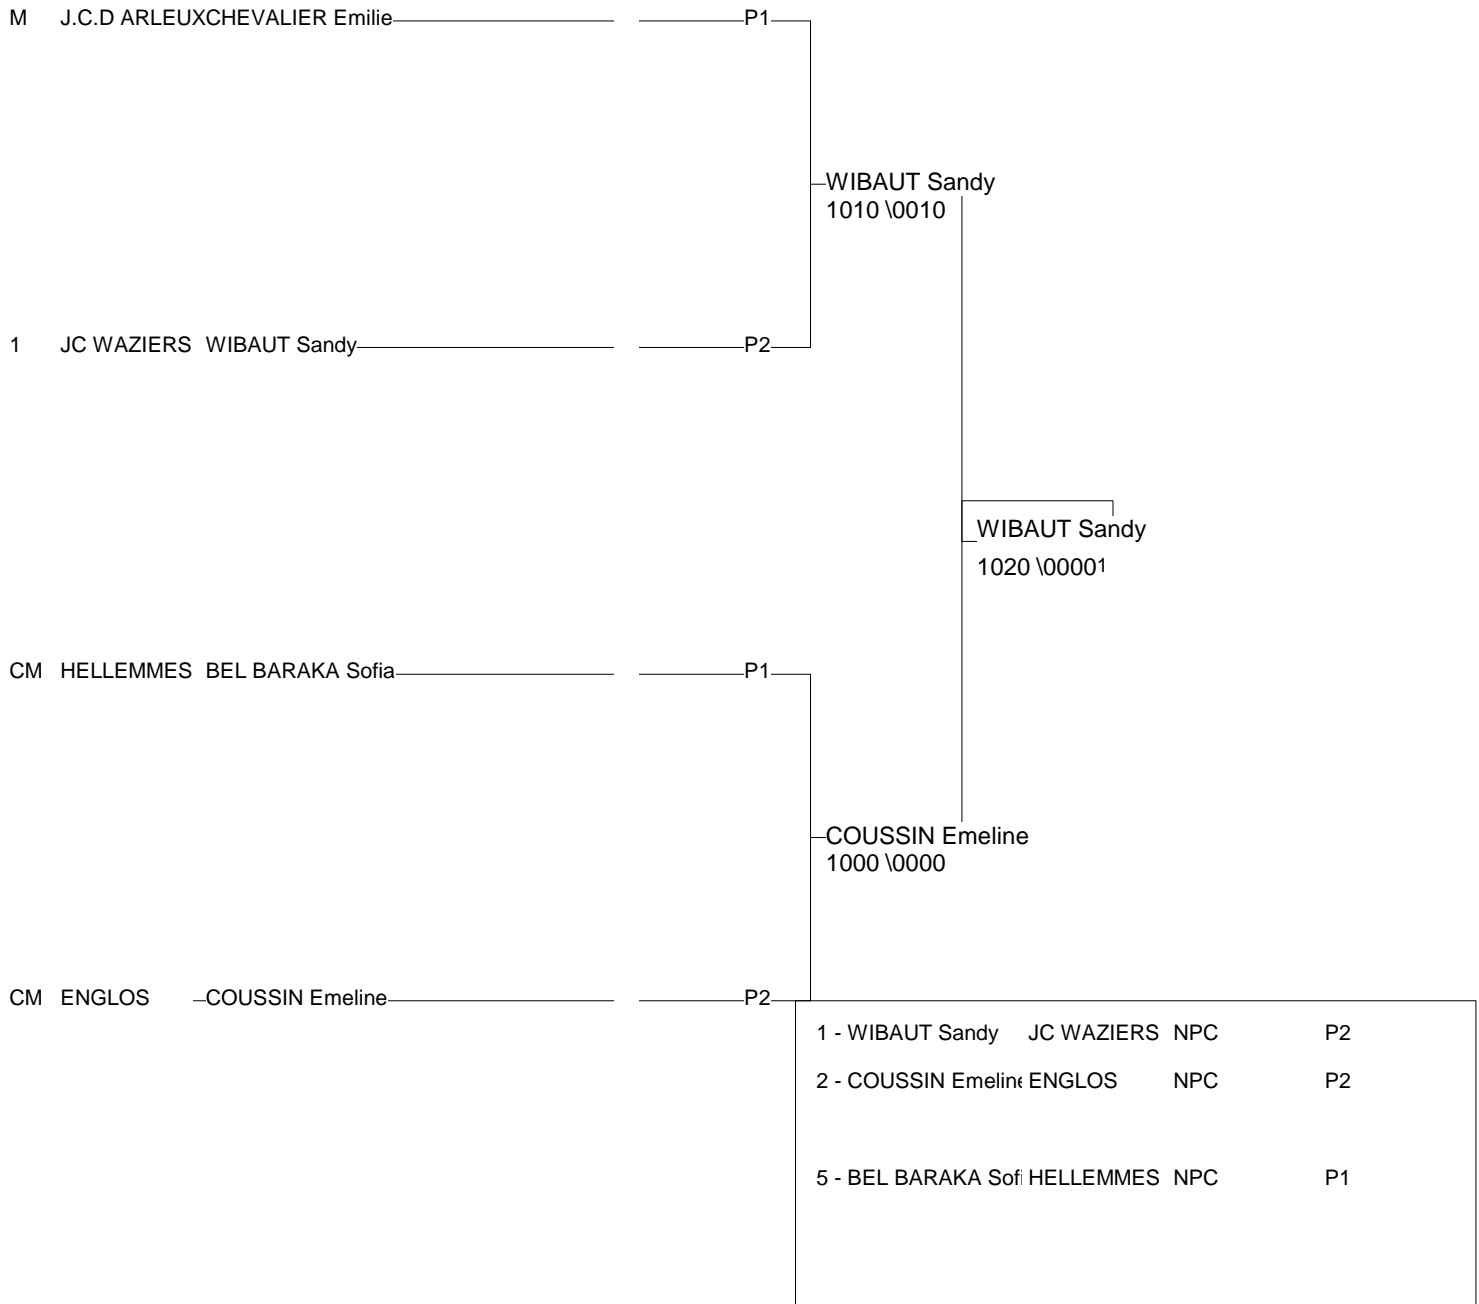 M J.C.D ARLEUXCHEVALIER Emilie P1
WIBAUT Sandy
1010 \0010
1 JC WAZIERS WIBAUT Sandy P2
WIBAUT Sandy
1020 \00001
CM HELLEMMES BEL BARAKA Sofia P1
COUSSIN Emeline
1000 \0000
CM ENGLOS COUSSIN Emeline P2
1 - WIBAUT Sandy JC WAZIERS NPC P2
2 - COUSSIN Emeline ENGLOS NPC P2
5 - BEL BARAKA Sofi HELLEMMES NPC P1